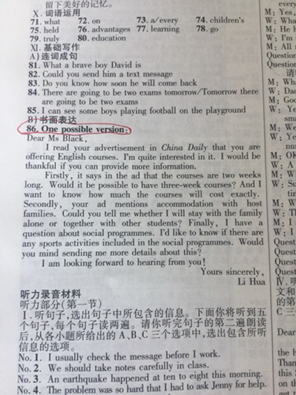 留下美好的记忆。
Ⅹ. 词语运用
71. what 72. on 73. a/every 74. children's
75. held 76. advantages 77. learning 78. go
79. truly 80. education
Ⅺ. 基础写作
A)连词成句
81. What a brave boy David is
82. Could you send him a text message
83. Do you know how soon he will come back
84. There are going to be two exams tomorrow/Tomorrow there
are going to be two exams
85. I can see some boys playing football on the playground
B)书面表达
86. One possible version:
Dear Ms Black,
I read your advertisement in China Daily that you are
offering English courses. I'm quite interested in it. I would be
thankful if you can provide more information.
Firstly, it says in the ad that the courses are two weeks
long. Would it be possible to have three-week courses? And I
want to know how much the courses will cost exactly.
Secondly, your ad mentions accommodation with host
families. Could you tell me whether I will stay with the family
alone or together with other students? Finally, I have a
question about social programmes. I'd like to know if there are
any sports activities included in the social programmes. Would
you mind sending me more details about this?
I am looking forward to hearing from you!
Yours sincerely,
Li Hua
听力录音材料
听力部分(第一节)
Ⅰ. 听句子,选出句子中所包含的信息。下面你将听到五
个句子,每个句子读两遍。请你听完句子的第二遍朗读
后,从各小题所给出的 A、B、C 三个选项中,选出包含所听
信息的选项。
No. 1. I usually check the message before I work.
No. 2. We should take notes carefully in class.
No. 3. An earthquake happened at ten to eight this morning.
No. 4. The problem was so hard that I had to ask Jenny for help.